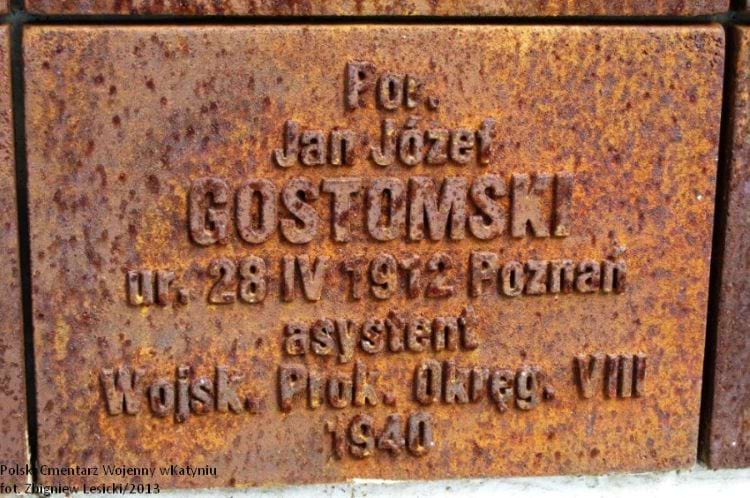 Por.
Jan Józef
GOSTOMSKI
ur. 28 IV 1912 Poznań
asystent
Wojsk. Prok. Okręg. VIII
1940
Polski Cmentarz Wojenny wKatyniu
fot. Zbigniew Lesicki/2013